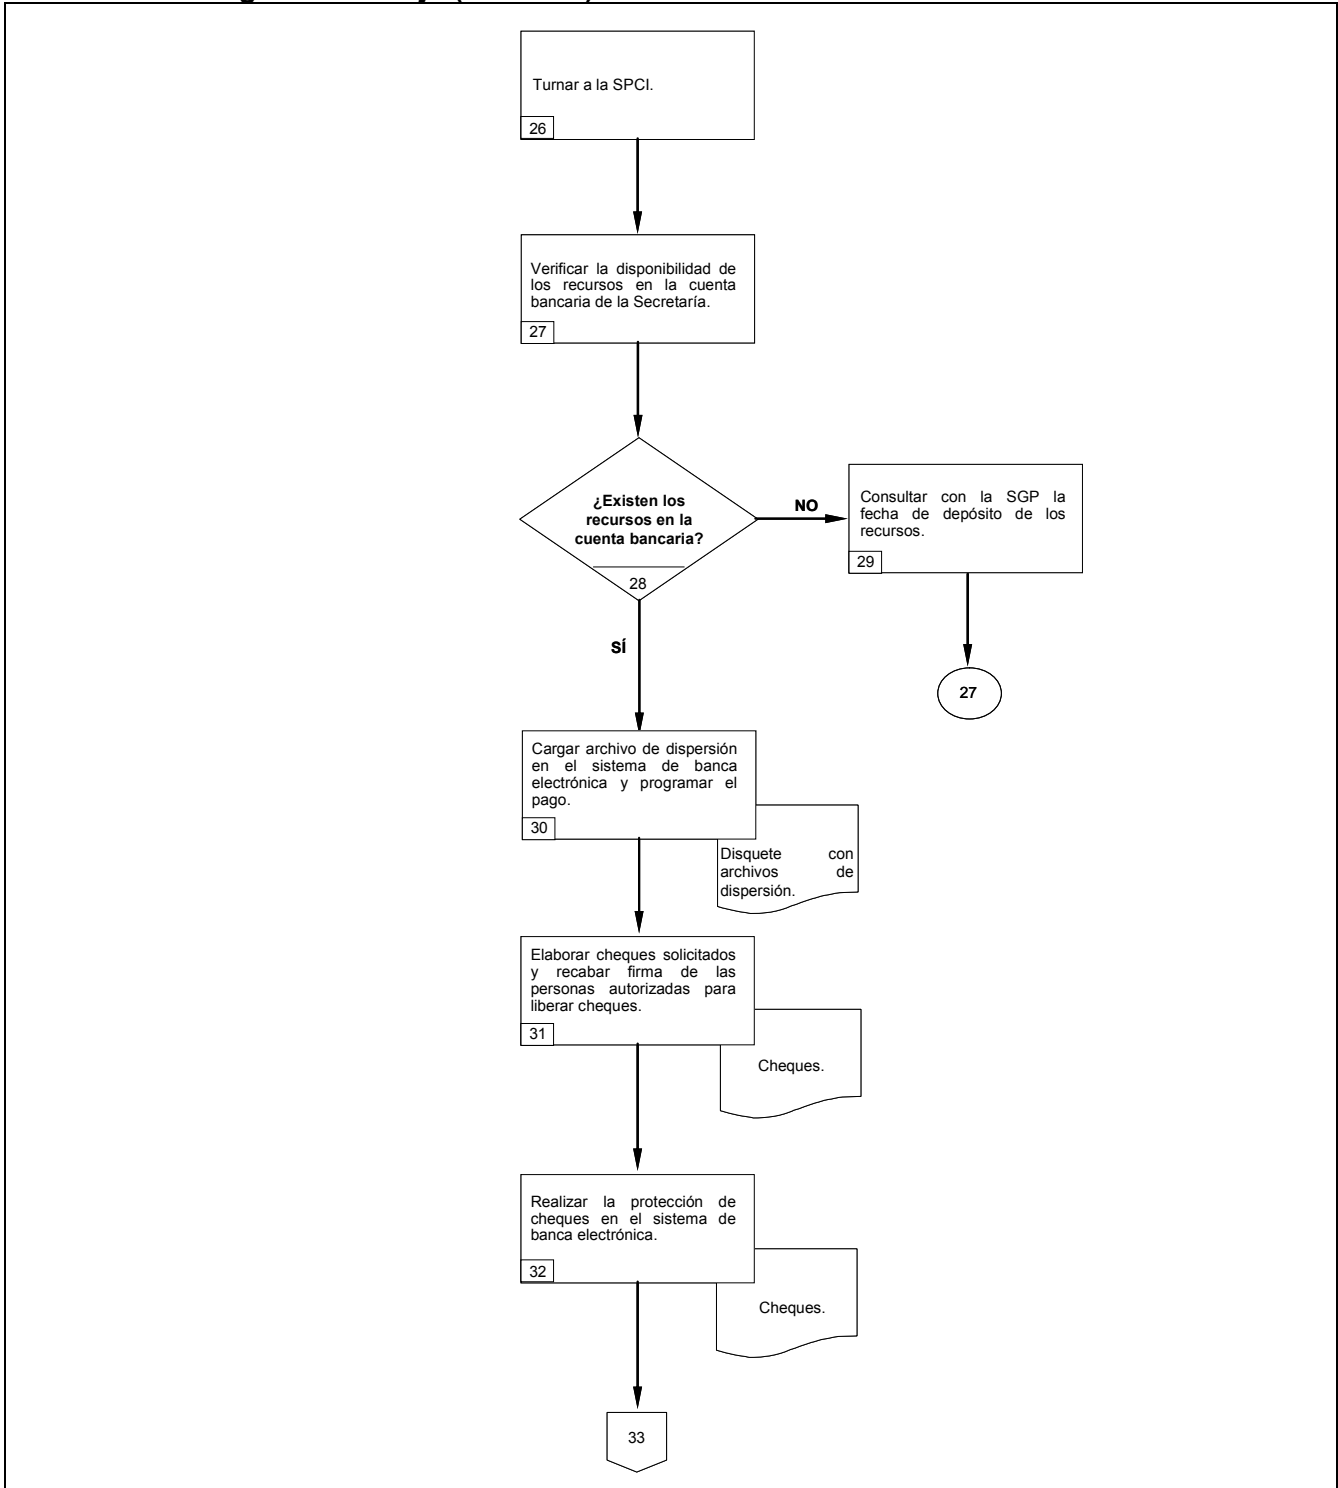 Turnar a la SPCI.
26
Verificar la disponibilidad de
los recursos en la cuenta
bancaria de la Secretaría.
27
¿Existen los
recursos en la
cuenta bancaria?
28
NO
Consultar con la SGP la
fecha de depósito de los
recursos.
29
27
SÍ
Cargar archivo de dispersión
en el sistema de banca
electrónica y programar el
pago.
30
Disquete con
archivos de
dispersión.
Elaborar cheques solicitados
y recabar firma de las
personas autorizadas para
liberar cheques.
31
Cheques.
Realizar la protección de
cheques en el sistema de
banca electrónica.
32
Cheques.
33